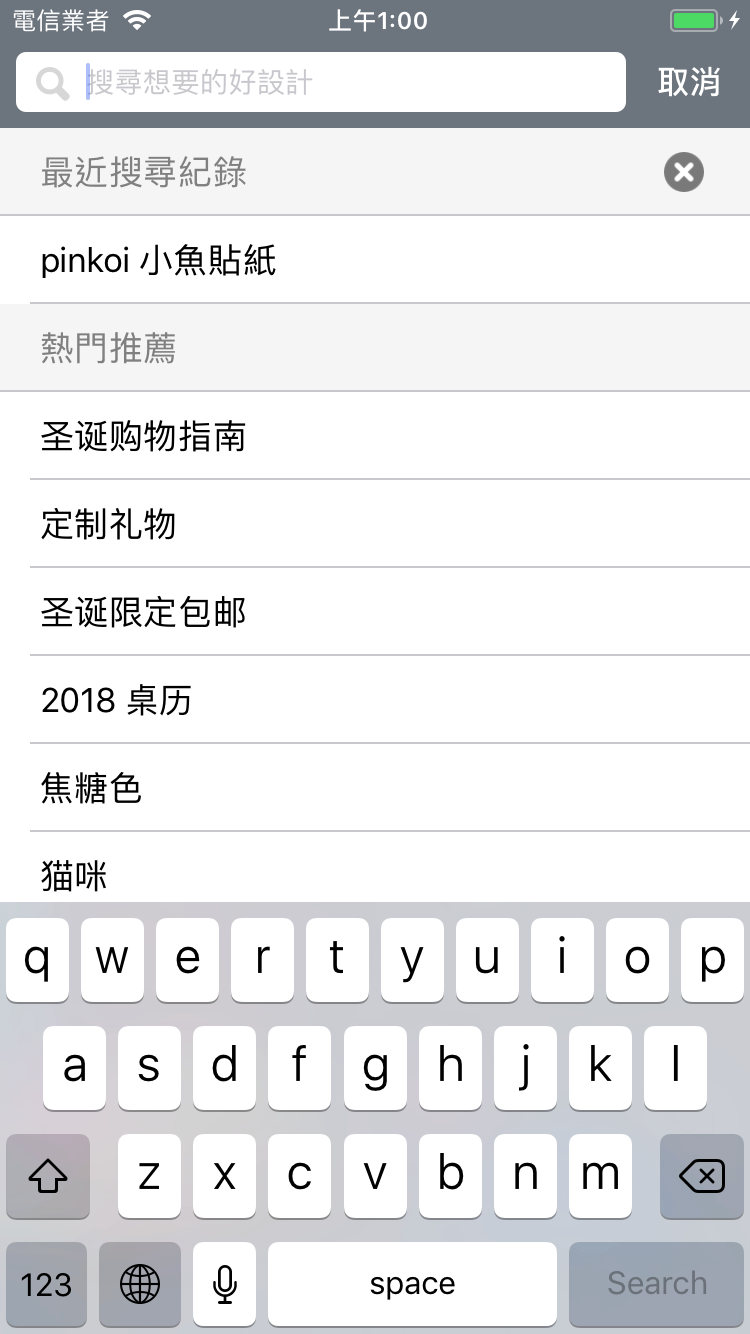 電信業者
上午1:00
搜尋想要的好設計
取消
最近搜尋紀錄
pinkoi 小魚貼紙
熱門推薦
圣诞购物指南
定制礼物
圣诞限定包邮
2018 桌历
焦糖色
猫咪
q w e r t y u i o p
a s d f g h j k l
z x c v b n m
123 space Search